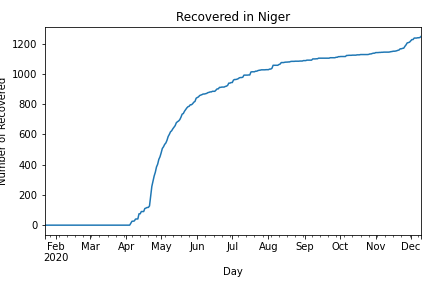 Recovered in Niger
Number of Recovered
1200
1000
800
600
400
200
0
Feb Mar Apr May Jun Jul Aug Sep Oct Nov Dec
2020
Day